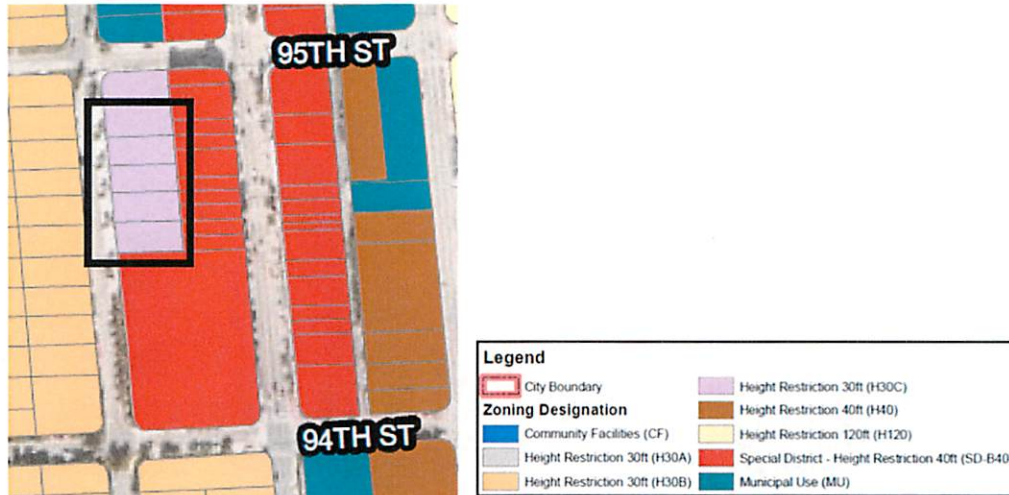 95TH ST
94TH ST
Legend
City Boundary
Zoning Designation
Community Facilities (CF)
Height Restriction 30ft (H30A)
Height Restriction 30ft (H30B)
Height Restriction 30ft (H30C)
Height Restriction 40ft (H40)
Height Restriction 120ft (H120)
Special District - Height Restriction 40ft (SD-B40
Municipal Use (MU)